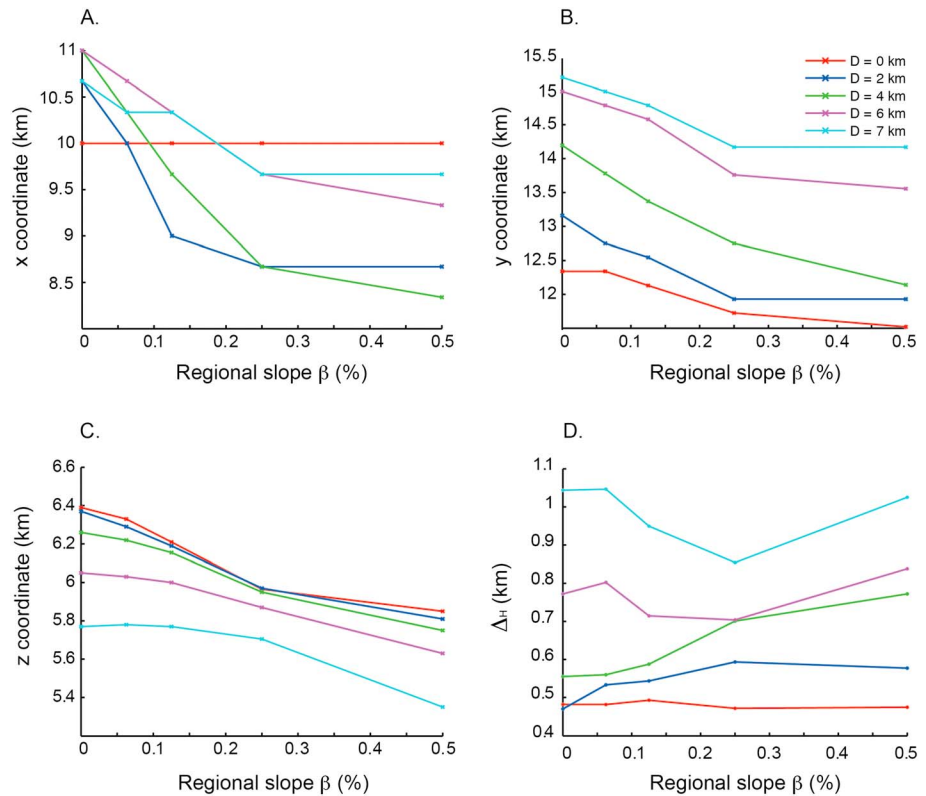 A.
11
10.5
10
9.5
9
8.5
x coordinate (km)
0 0.1 0.2 0.3 0.4 0.5
Regional slope β (%)
B.
15.5
15
14.5
14
13.5
13
12.5
12
y coordinate (km)
D = 0 km
D = 2 km
D = 4 km
D = 6 km
D = 7 km
0 0.1 0.2 0.3 0.4 0.5
Regional slope β (%)
C.
6.6
6.4
6.2
6
5.8
5.6
5.4
z coordinate (km)
0 0.1 0.2 0.3 0.4 0.5
Regional slope β (%)
D.
1.1
1
0.9
0.8
0.7
0.6
0.5
0.4
ΔH (km)
0 0.1 0.2 0.3 0.4 0.5
Regional slope β (%)